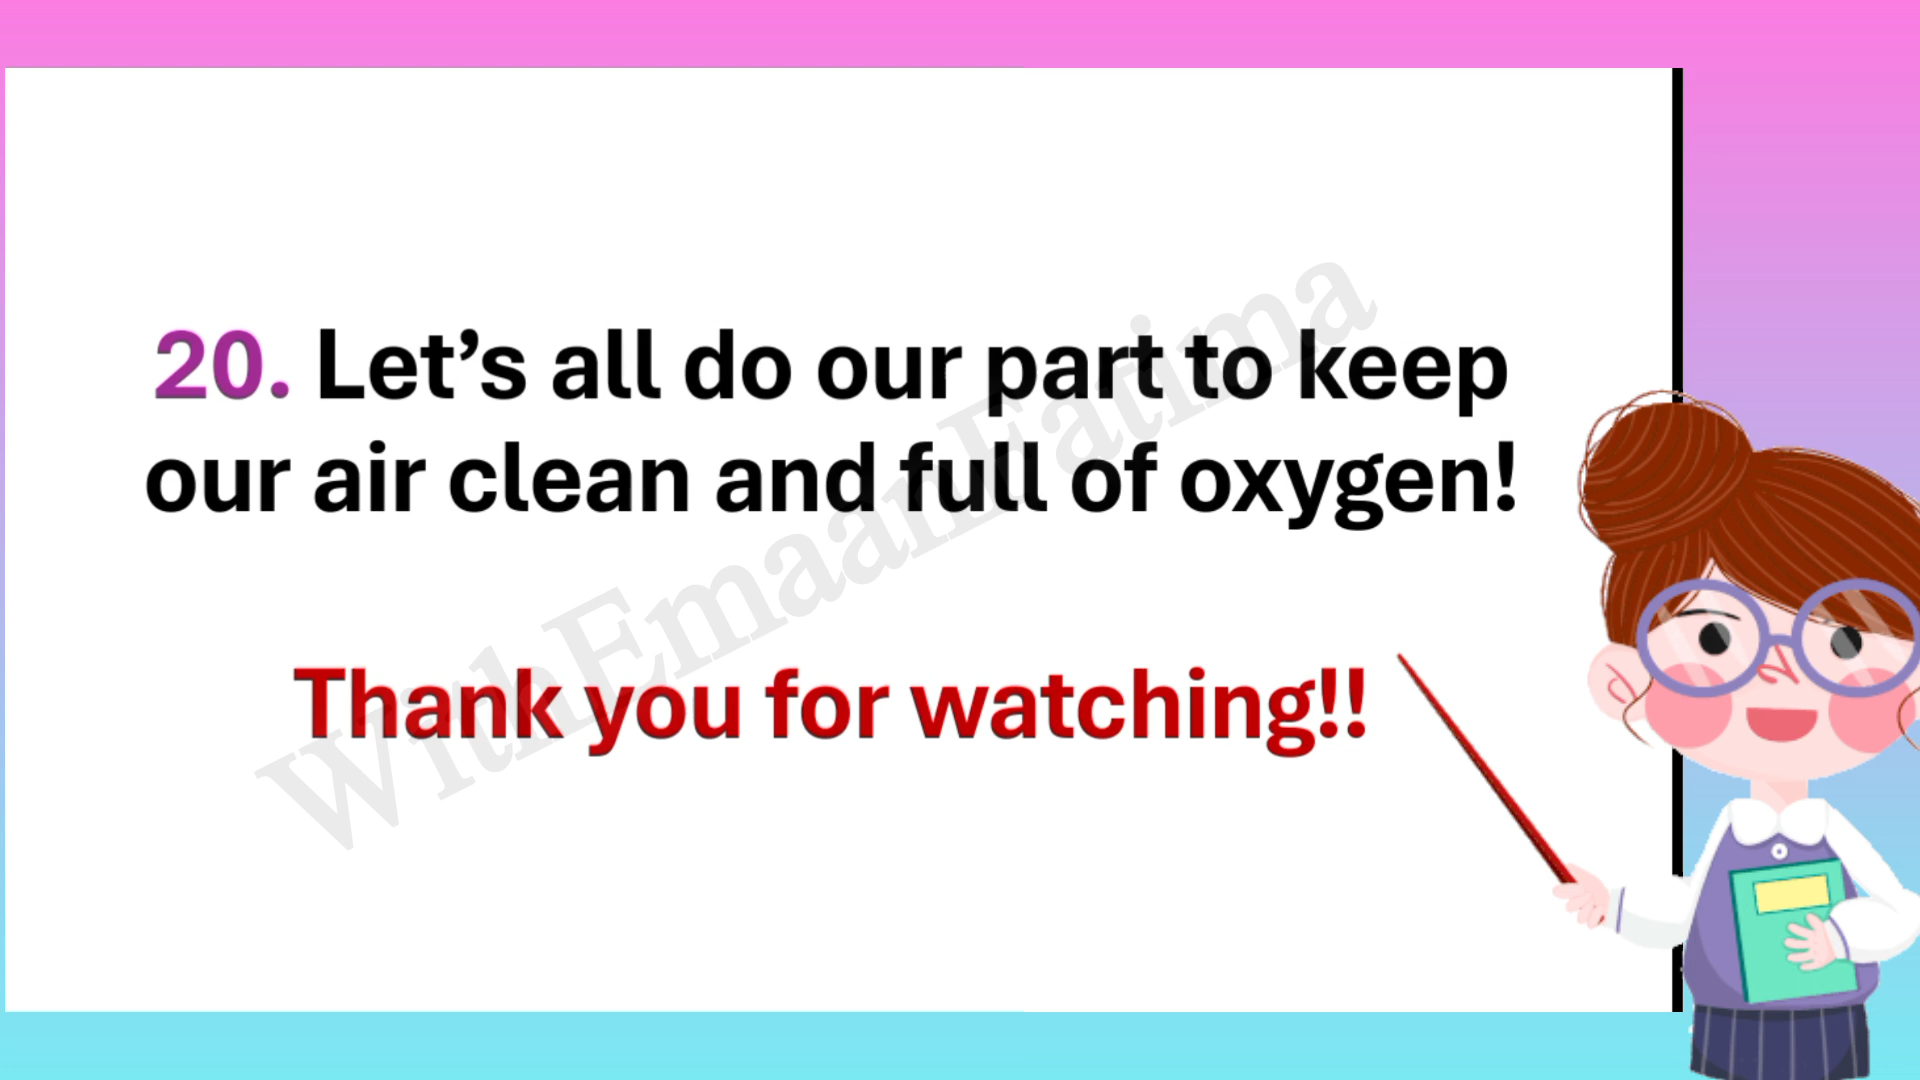 20. Let’s all do our part to keep
our air clean and full of oxygen!
Thank you for watching!!
WithEmaanFatima